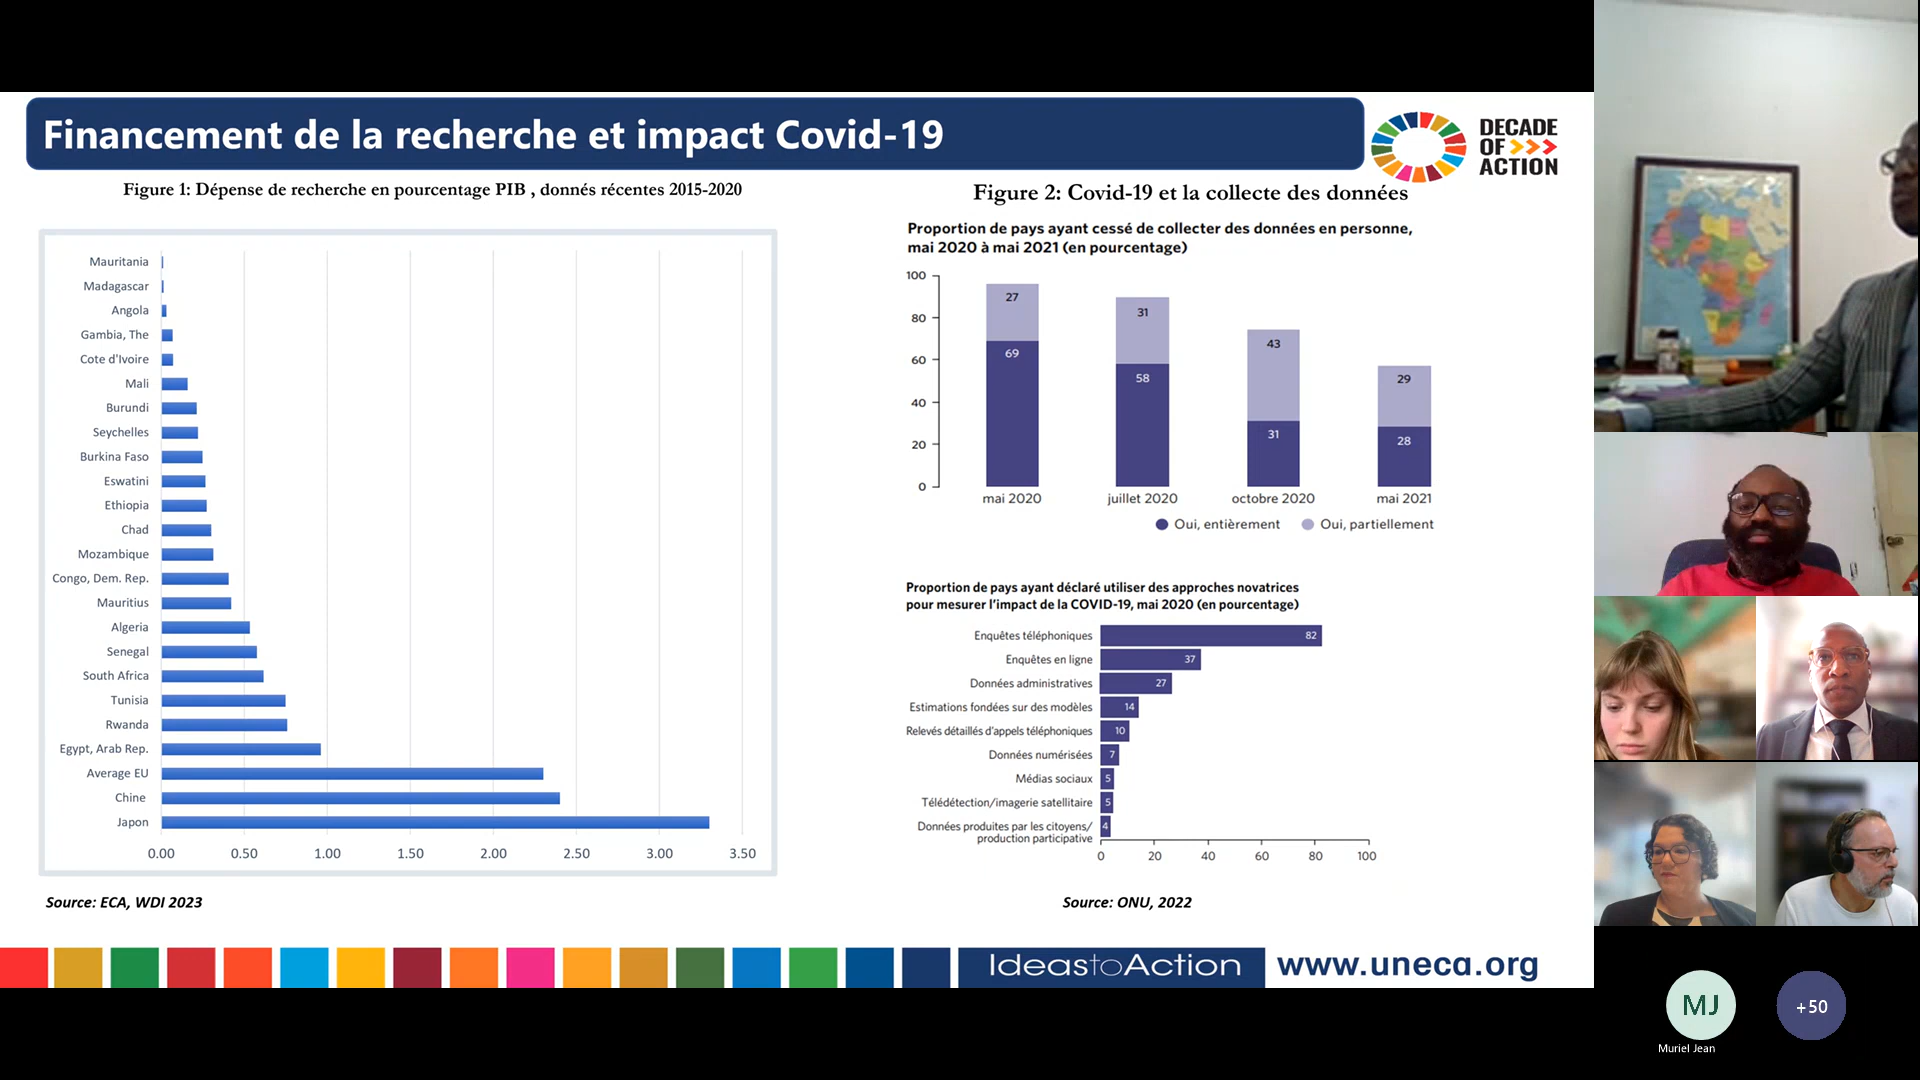 Financement de la recherche et impact Covid-19
DECADE
OF
ACTION
Figure 1: Dépense de recherche en pourcentage PIB , donnés récentes 2015-2020
Mauritania
Madagascar
Angola
Gambia, The
Cote d'Ivoire
Mali
Burundi
Seychelles
Burkina Faso
Eswatini
Ethiopia
Chad
Mozambique
Congo, Dem. Rep.
Mauritius
Algeria
Senegal
South Africa
Tunisia
Rwanda
Egypt, Arab Rep.
Average EU
Chine
Japon
0.00 0.50 1.00 1.50 2.00 2.50 3.00 3.50
Source: ECA, WDI 2023
Figure 2: Covid-19 et la collecte des données
Proportion de pays ayant cessé de collecter des données en personne,
mai 2020 à mai 2021 (en pourcentage)
100
80
60
40
20
0
27
69
31
58
43
31
29
28
mai 2020 juillet 2020 octobre 2020 mai 2021
Oui, entièrement Oui, partiellement
Proportion de pays ayant déclaré utiliser des approches novatrices
pour mesurer l'impact de la COVID-19, mai 2020 (en pourcentage)
Enquêtes téléphoniques 82
Enquêtes en ligne 37
Données administratives 27
Estimations fondées sur des modèles 14
Relevés détaillés d'appels téléphoniques 10
Données numérisées 7
Médias sociaux 5
Télédétection/imagerie satellitaire 5
Données produites par les citoyens/ 4
production participative
0 20 40 60 80 100
Source: ONU, 2022
IdeastoAction
www.uneca.org
MJ
+50
Muriel Jean